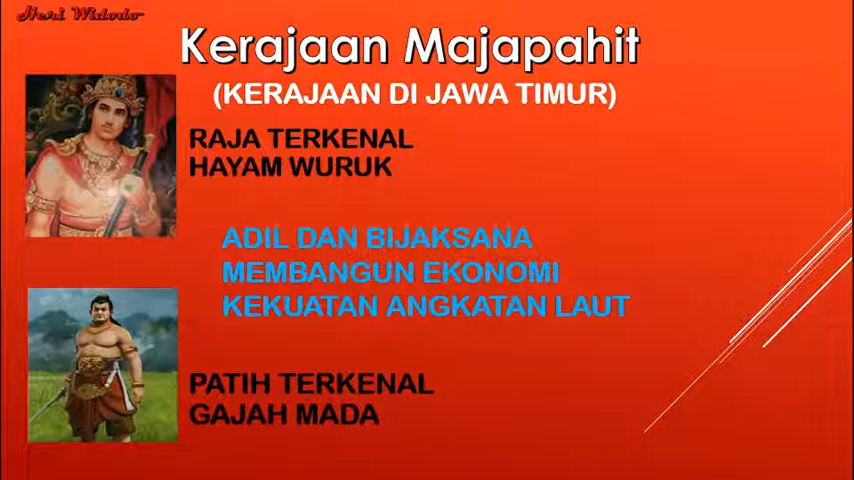 Heri Widodo
Kerajaan Majapahit
(KERAJAAN DI JAWA TIMUR)
RAJA TERKENAL
HAYAM WURUK
ADIL DAN BIJAKSANA
MEMBANGUN EKONOMI
KEKUATAN ANGKATAN LAUT
PATIH TERKENAL
GAJAH MADA